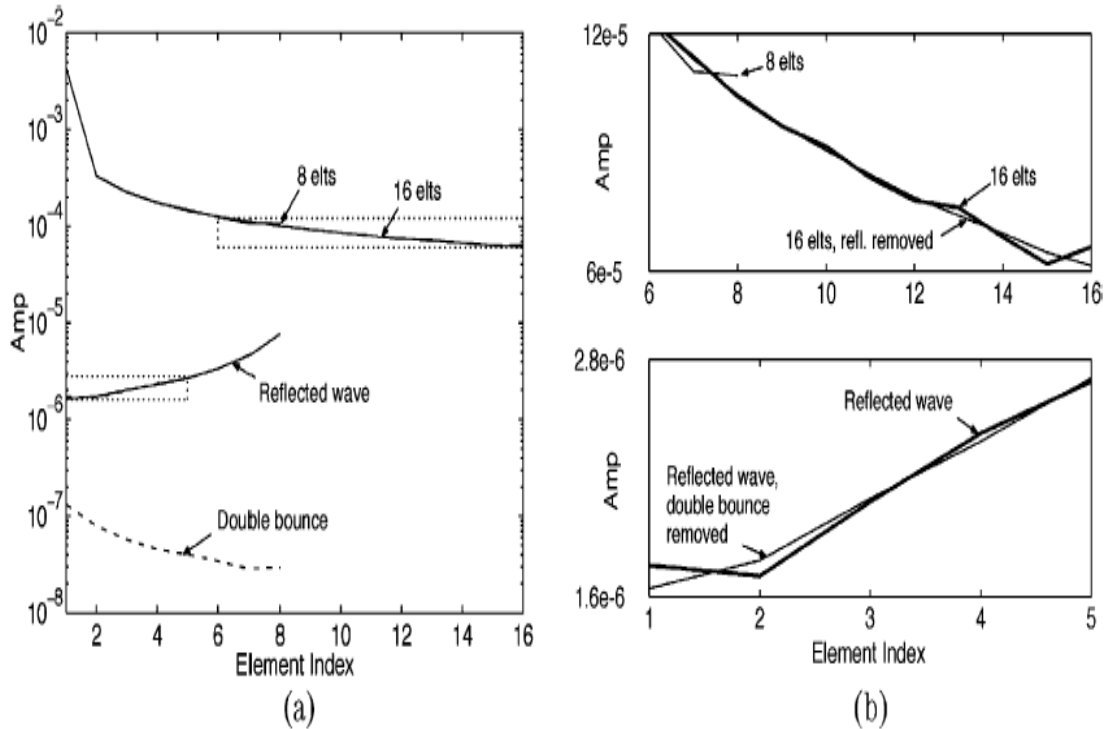 10^-2
10^-3
10^-4
10^-5
10^-6
10^-7
10^-8
Amp
8 elts
16 elts
Reflected wave
Double bounce
2 4 6 8 10 12 14 16
Element Index
(a)
12e-5
Amp
6e-5
8 elts
16 elts
16 elts, refl. removed
6 8 10 12 14 16
2.8e-6
Amp
1.6e-6
Reflected wave
Reflected wave,
double bounce
removed
1 2 3 4 5
Element Index
(b)